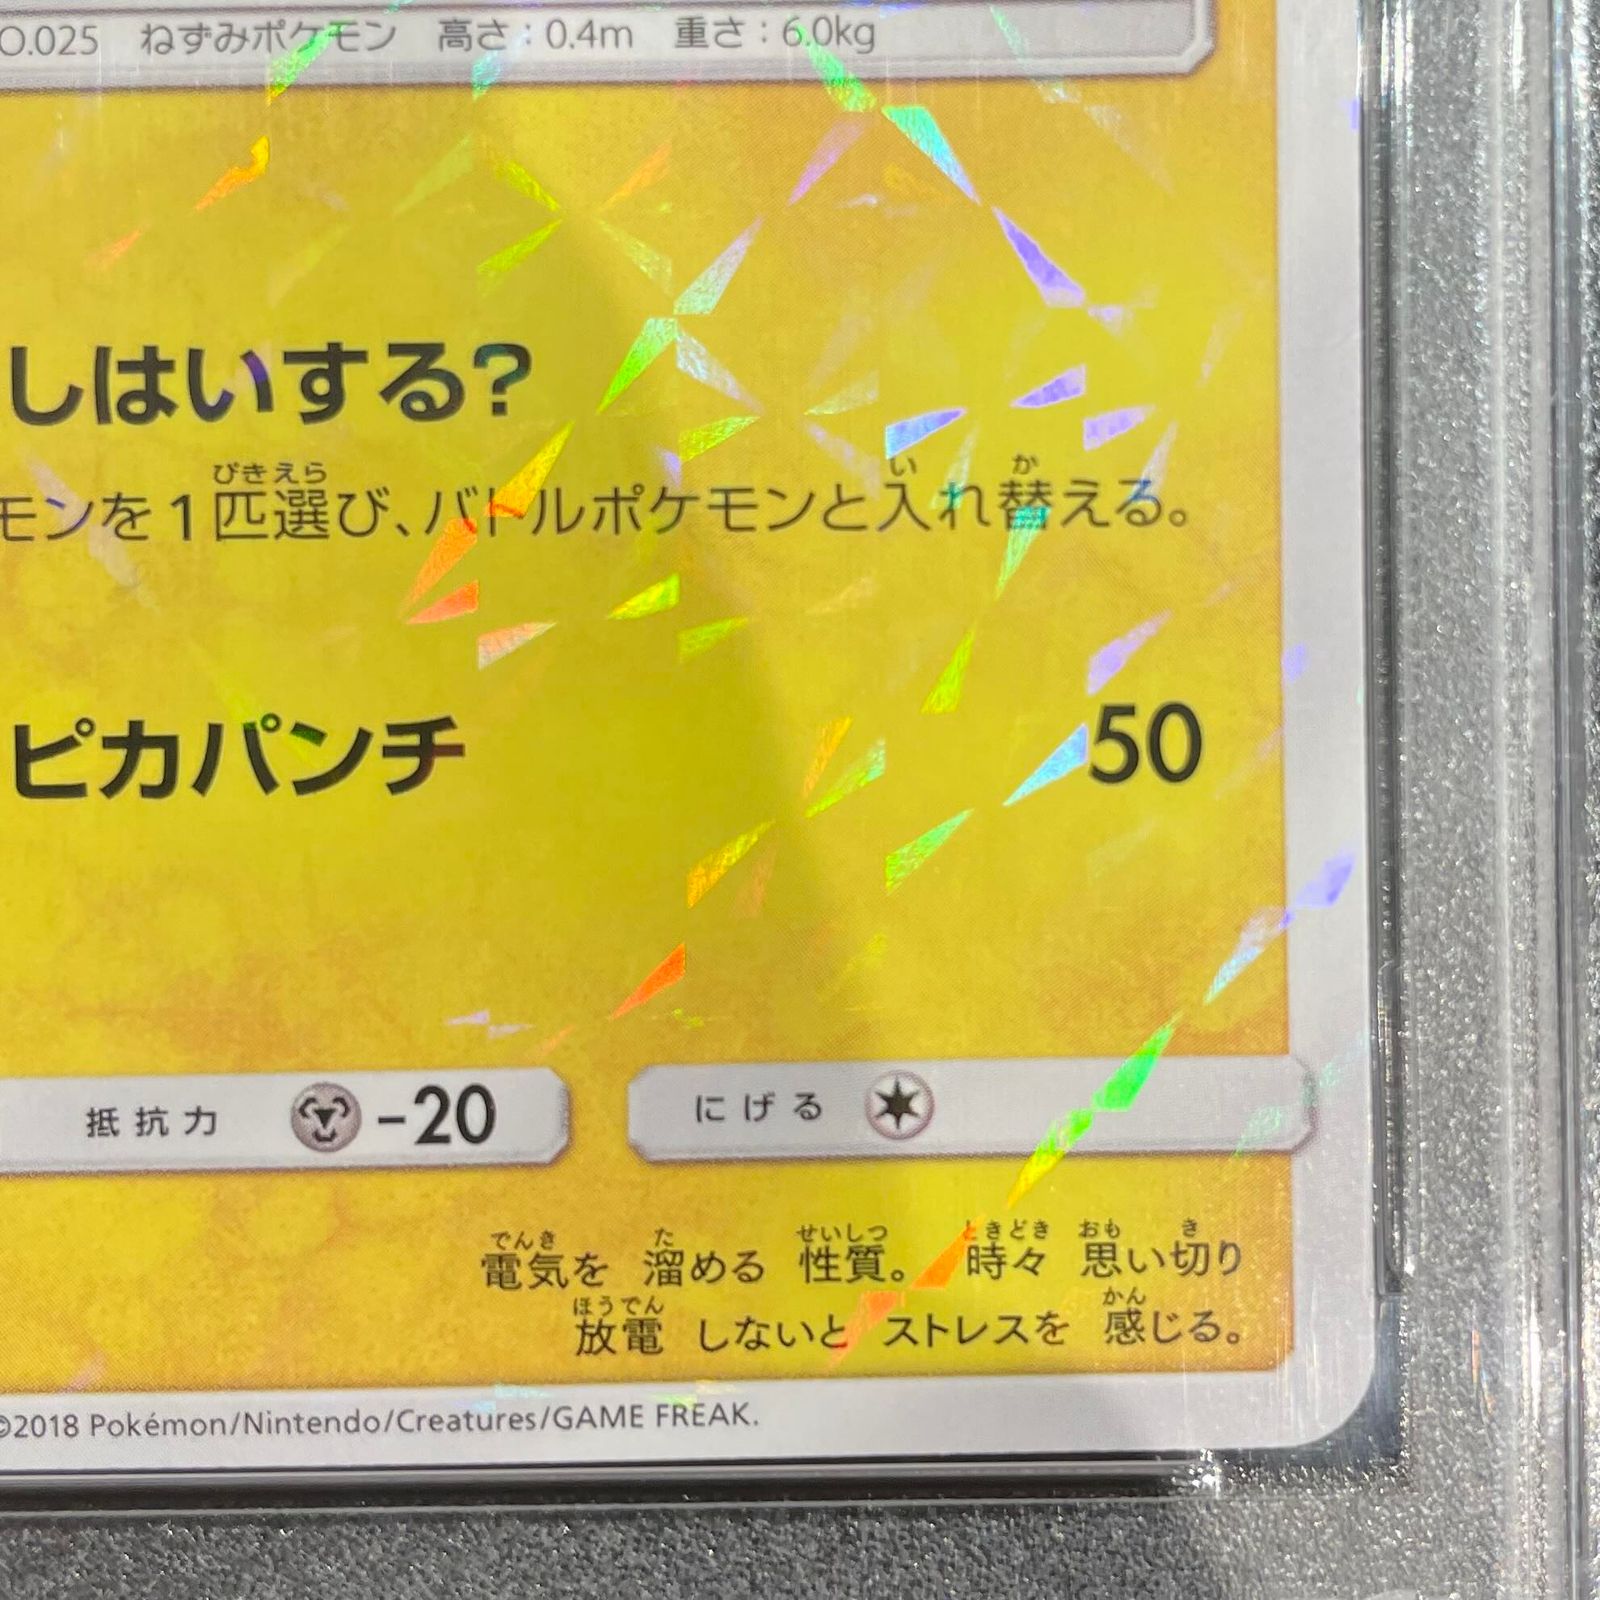 O.025 ねずみポケモン 高さ：0.4m 重さ：6.0kg
しはいする?
モンを1匹選び、バトルポケモンと入れ替える。
ピカパンチ 50
抵抗力 -20 にげる
電気を 溜める 性質。 時々 思い切り
放電 しないと ストレスを 感じる。
©2018 Pokémon/Nintendo/Creatures/GAME FREAK.